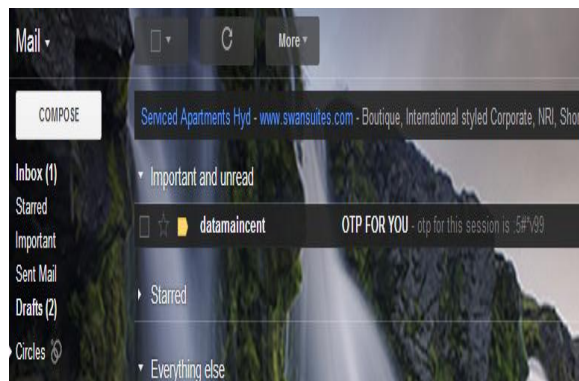 Mail
More
COMPOSE
Serviced Apartments Hyd - www.swansuites.com - Boutique, International styled Corporate, NRI, Shor
Inbox (1)
Important and unread
Starred
datamaincent OTP FOR YOU - otp for this session is :5#^v99
Important
Sent Mail
Starred
Drafts (2)
Circles
Everything else